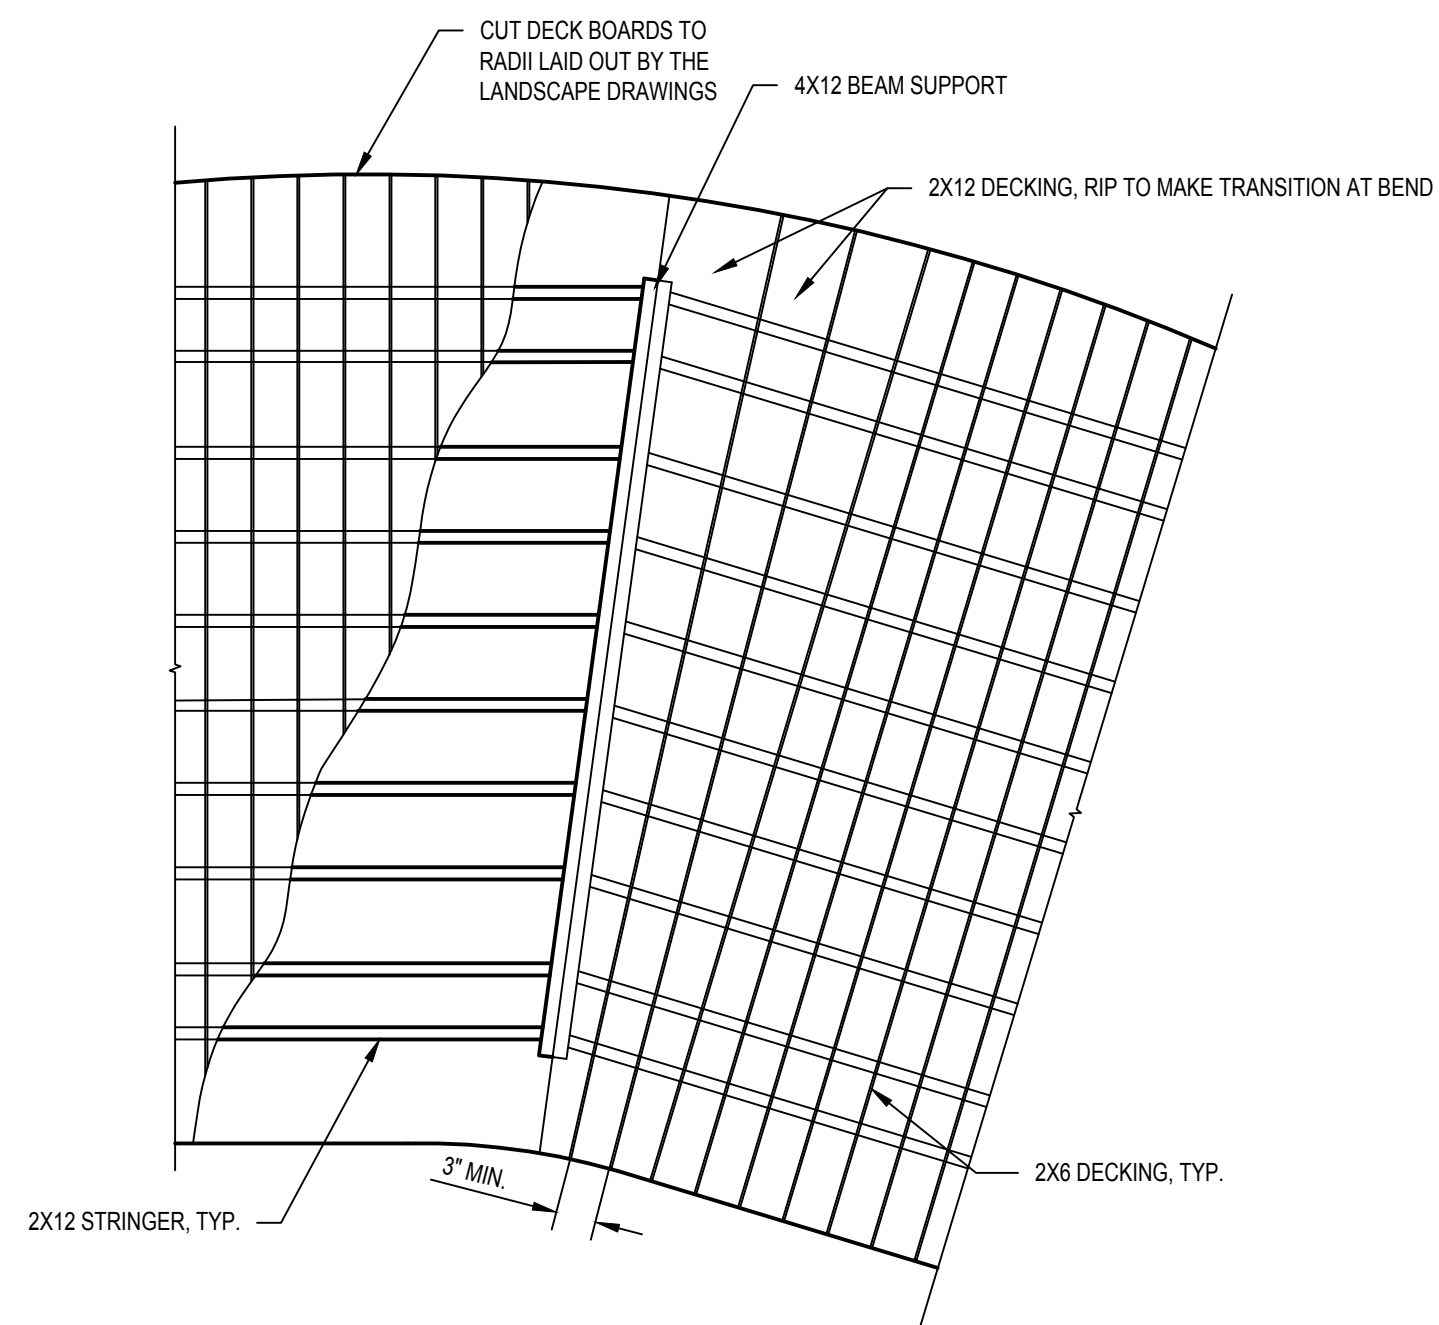 CUT DECK BOARDS TO
RADII LAID OUT BY THE
LANDSCAPE DRAWINGS
4X12 BEAM SUPPORT
2X12 DECKING, RIP TO MAKE TRANSITION AT BEND
3" MIN.
2X6 DECKING, TYP.
2X12 STRINGER, TYP.